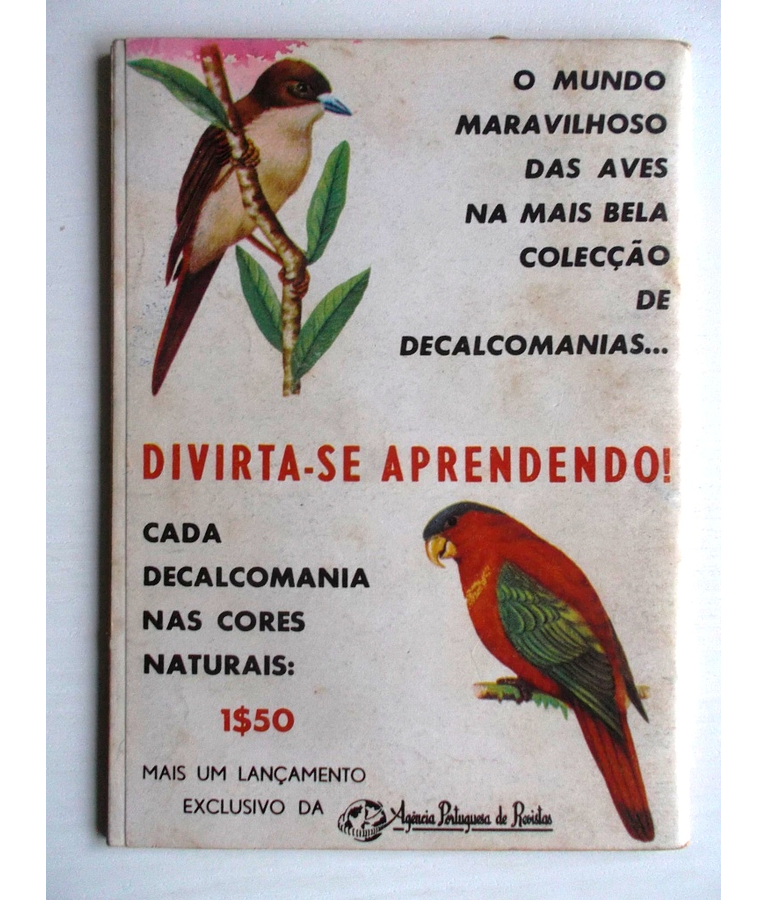 O MUNDO
MARAVILHOSO
DAS AVES
NA MAIS BELA
COLECÇÃO
DE
DECALCOMANIAS...
DIVIRTA-SE APRENDENDO!
CADA
DECALCOMANIA
NAS CORES
NATURAIS:
1$50
MAIS UM LANÇAMENTO
EXCLUSIVO DA Agência Portuguesa de Revistas